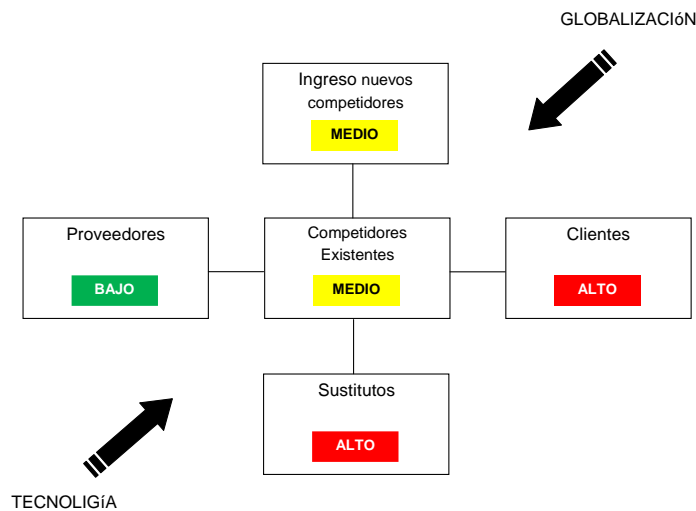 GLOBALIZACIóN
Ingreso nuevos
competidores
MEDIO
Proveedores
BAJO
Competidores
Existentes
MEDIO
Clientes
ALTO
Sustitutos
ALTO
TECNOLIGíA